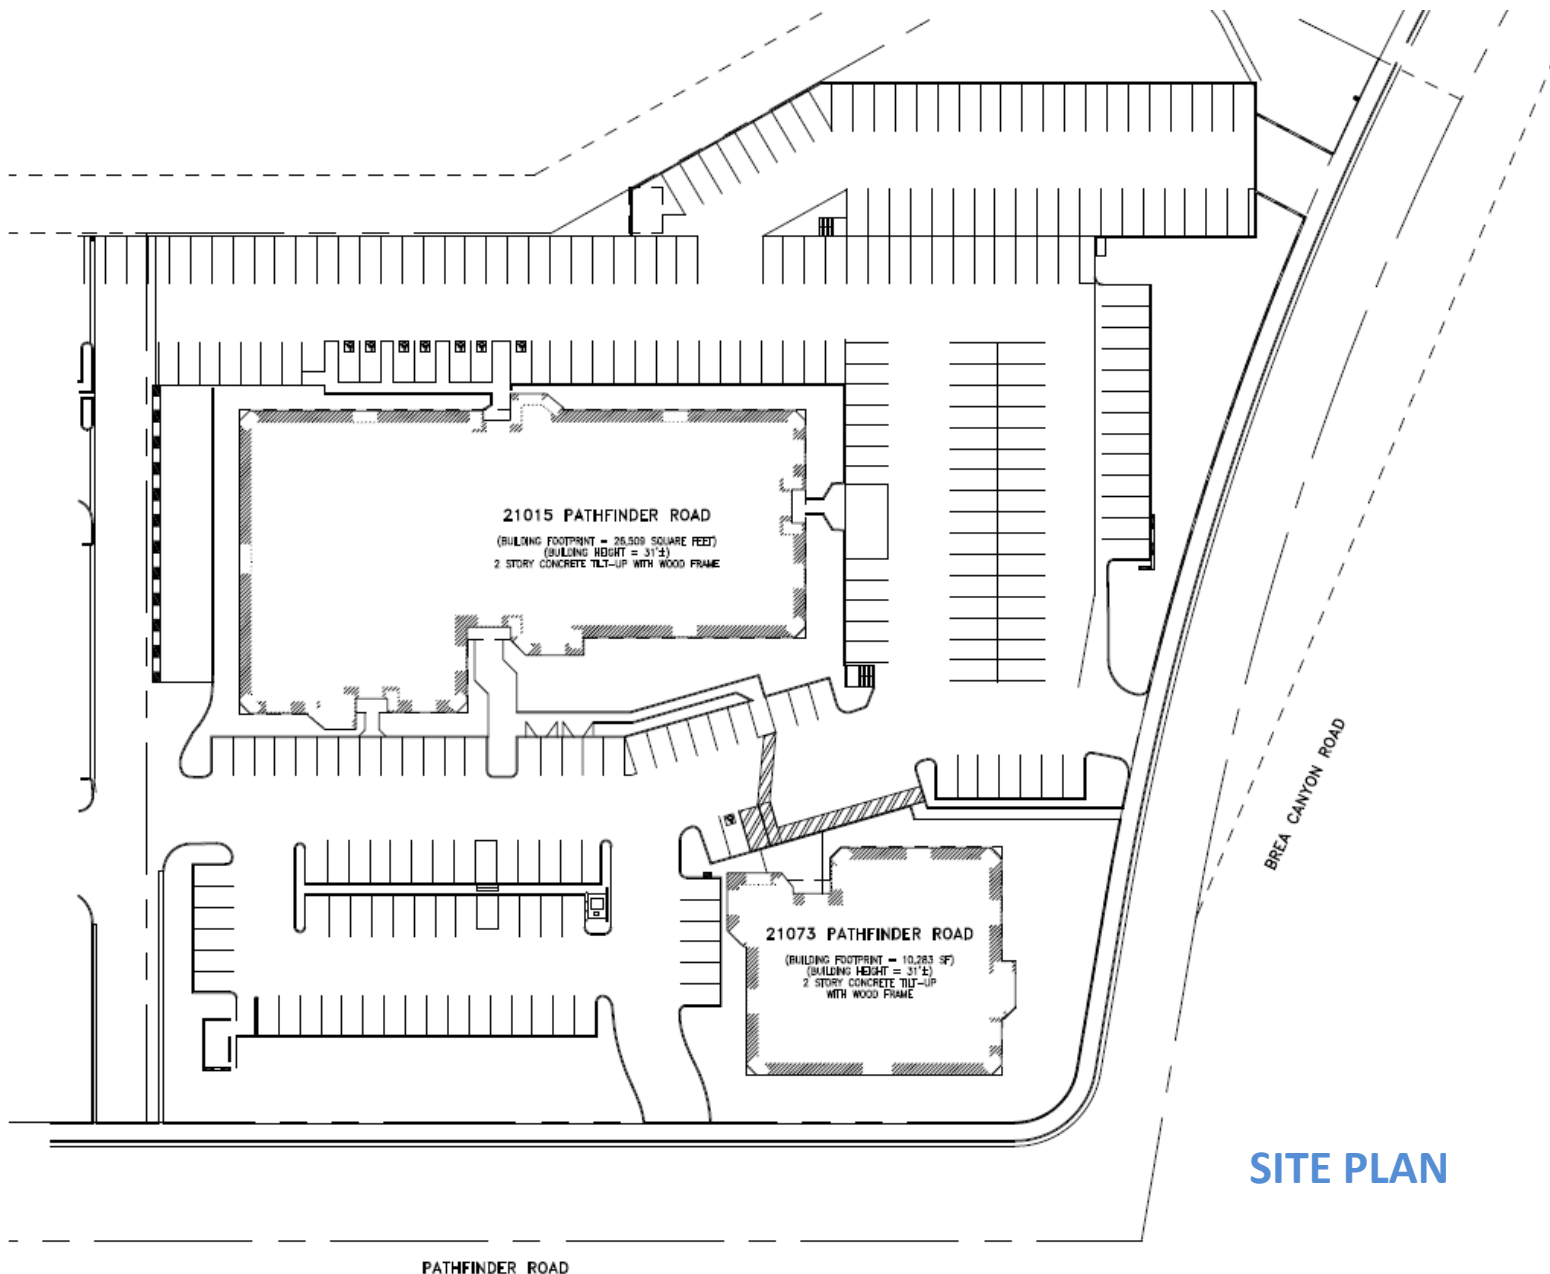 21015 PATHFINDER ROAD
(BUILDING FOOTPRINT = 26,509 SQUARE FEET)
(BUILDING HEIGHT = 31'±)
2 STORY CONCRETE TILT-UP WITH WOOD FRAME
BREA CANYON ROAD
21073 PATHFINDER ROAD
(BUILDING FOOTPRINT = 10,283 SF)
(BUILDING HEIGHT = 31'±)
2 STORY CONCRETE TILT-UP
WITH WOOD FRAME
SITE PLAN
PATHFINDER ROAD